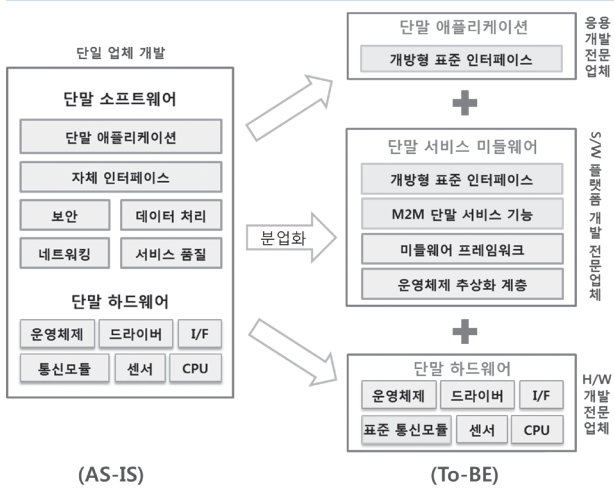 단일 업체 개발
단말 소프트웨어
단말 애플리케이션
자체 인터페이스
보안 데이터 처리
네트워킹 서비스 품질
단말 하드웨어
운영체제 드라이버 I/F
통신모듈 센서 CPU
(AS-IS)
분업화
단말 애플리케이션
개방형 표준 인터페이스
응용
개발
전문
업체
단말 서비스 미들웨어
개방형 표준 인터페이스
M2M 단말 서비스 기능
미들웨어 프레임워크
운영체제 추상화 계층
S/W 플랫폼 개발 전문업체
단말 하드웨어
운영체제 드라이버 I/F
표준 통신모듈 센서 CPU
H/W
개발
전문
업체
(To-BE)